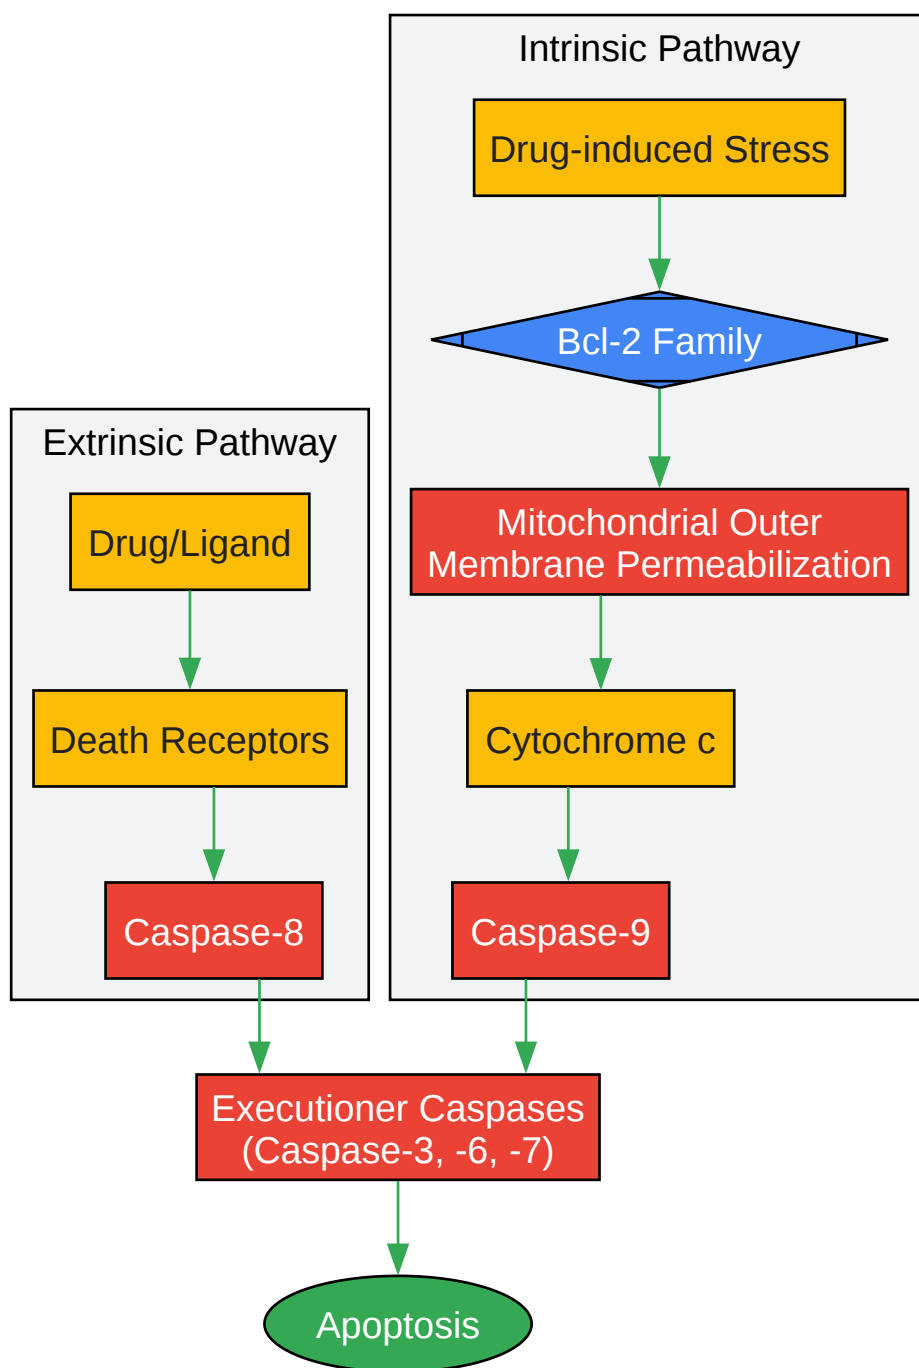 Intrinsic Pathway
Drug-induced Stress
Bcl-2 Family
Mitochondrial Outer
Membrane Permeabilization
Cytochrome c
Caspase-9
Extrinsic Pathway
Drug/Ligand
Death Receptors
Caspase-8
Executioner Caspases
(Caspase-3, -6, -7)
Apoptosis